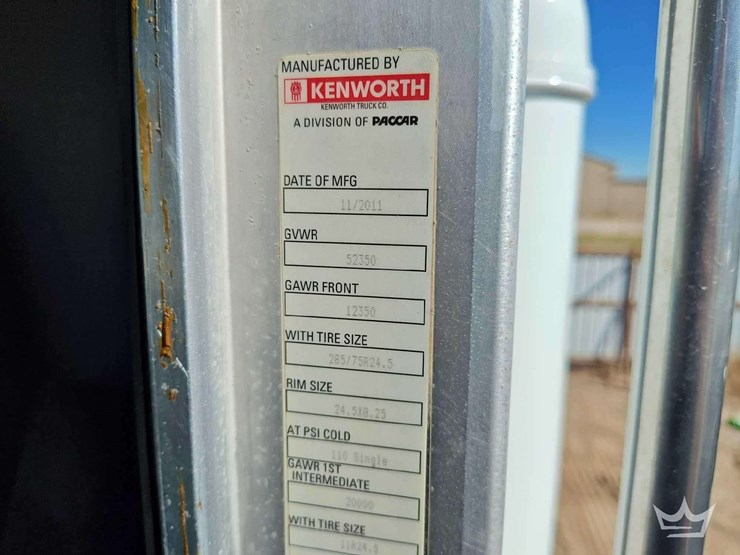 MANUFACTURED BY
KENWORTH
KENWORTH TRUCK CO.
A DIVISION OF PACCAR
DATE OF MFG
11/2011
GVWR
52350
GAWR FRONT
12350
WITH TIRE SIZE
285/75R24.5
RIM SIZE
24.5X8.25
AT PSI COLD
110 Single
GAWR 1ST
INTERMEDIATE
20000
WITH TIRE SIZE
11R24.5